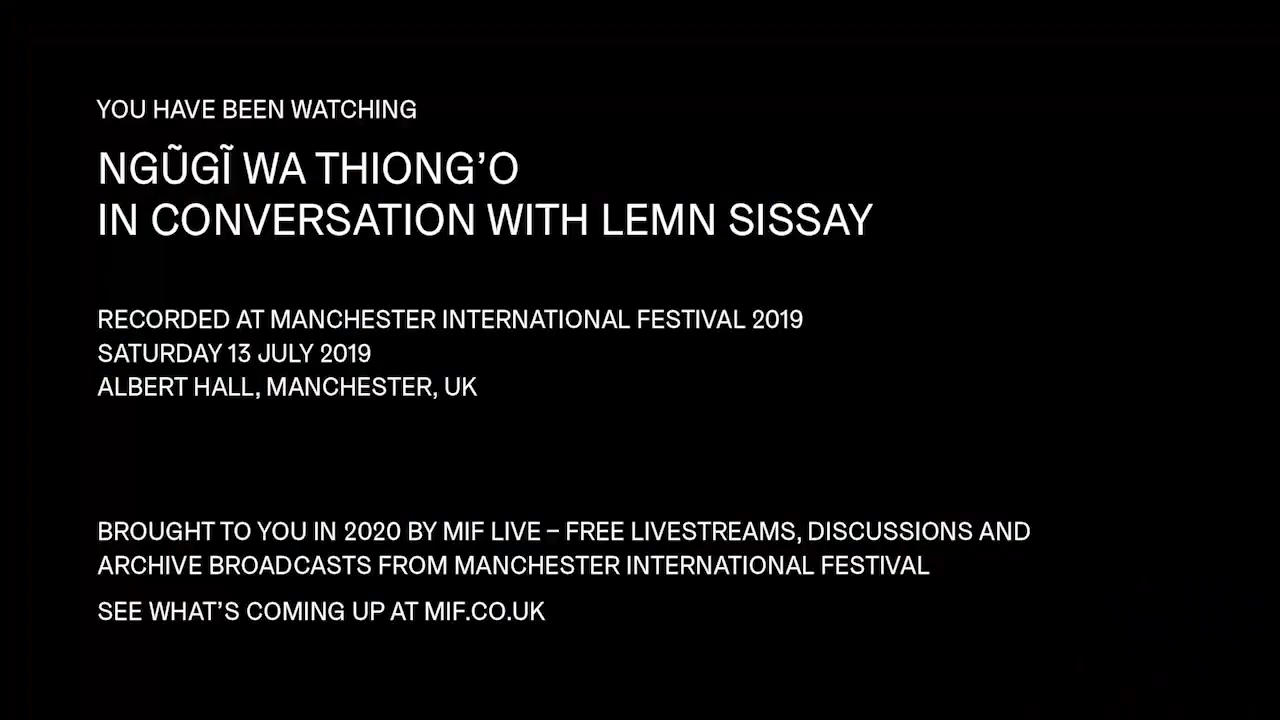 YOU HAVE BEEN WATCHING
NGŨGĨ WA THIONG’O
IN CONVERSATION WITH LEMN SISSAY
RECORDED AT MANCHESTER INTERNATIONAL FESTIVAL 2019
SATURDAY 13 JULY 2019
ALBERT HALL, MANCHESTER, UK
BROUGHT TO YOU IN 2020 BY MIF LIVE – FREE LIVESTREAMS, DISCUSSIONS AND
ARCHIVE BROADCASTS FROM MANCHESTER INTERNATIONAL FESTIVAL
SEE WHAT’S COMING UP AT MIF.CO.UK